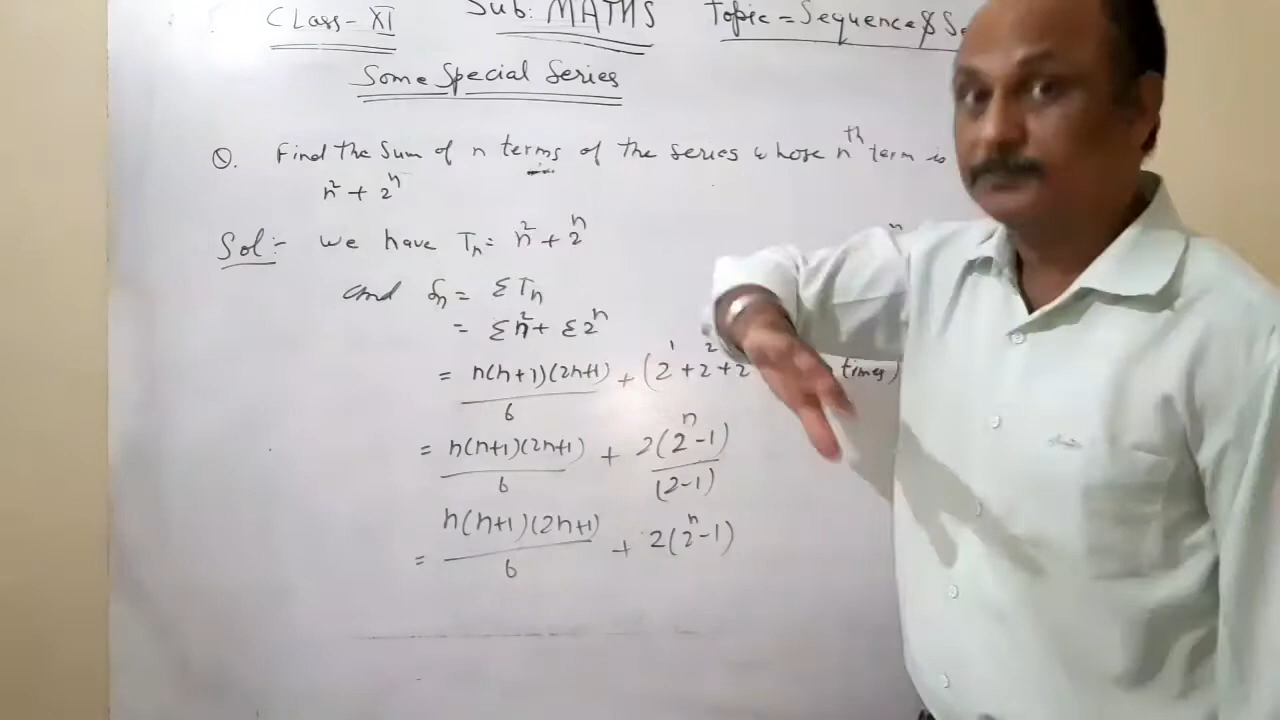 Class-XI Sub: MATHS Topic = Sequence &
Some Special Series
Q. Find the Sum of n terms of the series whose nᵗʰ term is
n² + 2ⁿ
Sol:- We have Tₙ = n² + 2ⁿ
and Sₙ = ΣTₙ
= Σn² + Σ2ⁿ
= n(n+1)(2n+1)/6 + (2¹ + 2² + 2 times)
= n(n+1)(2n+1)/6 + 2(2ⁿ-1)/(2-1)
= n(n+1)(2n+1)/6 + 2(2ⁿ-1)